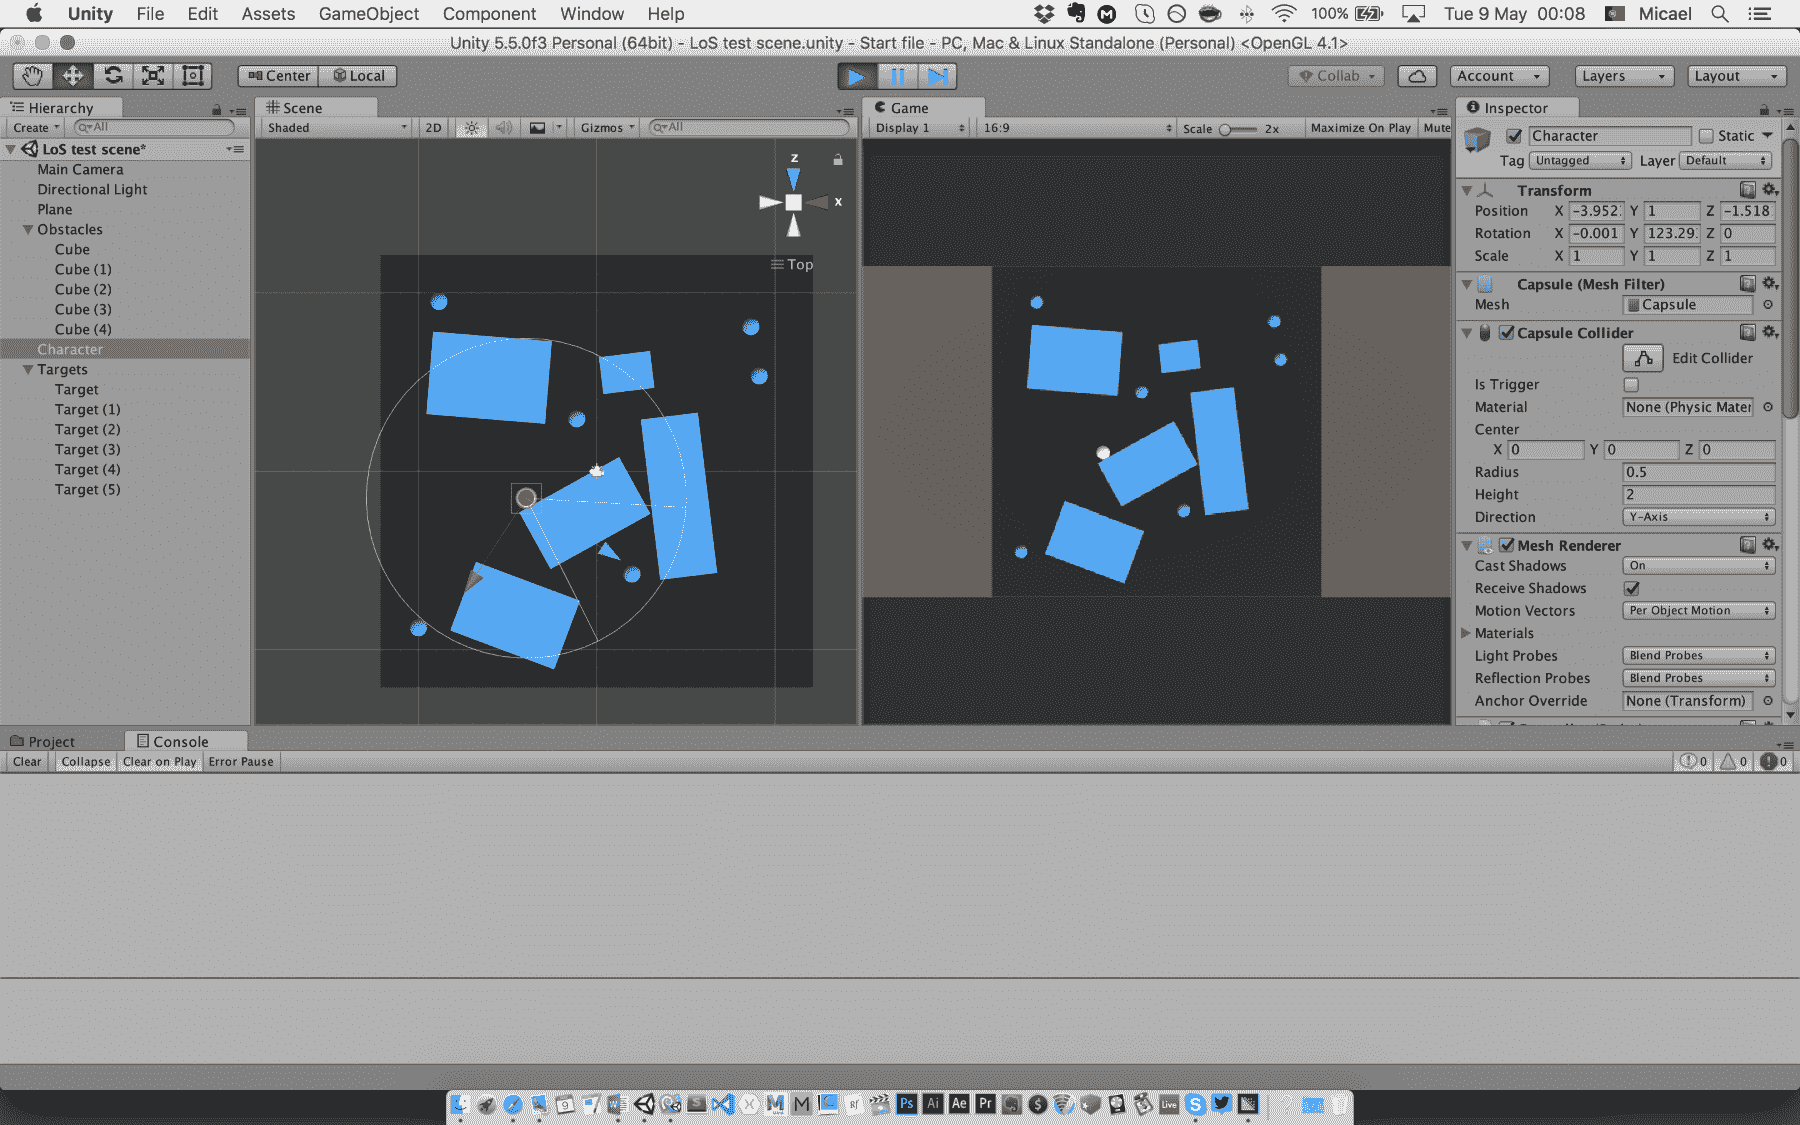 Unity File Edit Assets GameObject Component Window Help 100% Tue 9 May 00:08 Micael
Unity 5.5.0f3 Personal (64bit) - LoS test scene.unity - Start file - PC, Mac & Linux Standalone (Personal) <OpenGL 4.1>
Center Local Collab Account Layers Layout
Hierarchy
Create All
LoS test scene*
Main Camera
Directional Light
Plane
Obstacles
Cube
Cube (1)
Cube (2)
Cube (3)
Cube (4)
Character
Targets
Target
Target (1)
Target (2)
Target (3)
Target (4)
Target (5)
Scene
Shaded 2D Gizmos All
z
x
Top
Game
Display 1 16:9 Scale 2x Maximize On Play Mute
Inspector
Character Static
Tag Untagged Layer Default
Transform
Position X -3.952 Y 1 Z -1.518
Rotation X -0.001 Y 123.29 Z 0
Scale X 1 Y 1 Z 1
Capsule (Mesh Filter)
Mesh Capsule
Capsule Collider
Edit Collider
Is Trigger
Material None (Physic Mater
Center
X 0 Y 0 Z 0
Radius 0.5
Height 2
Direction Y-Axis
Mesh Renderer
Cast Shadows On
Receive Shadows
Motion Vectors Per Object Motion
Materials
Light Probes Blend Probes
Reflection Probes Blend Probes
Anchor Override None (Transform)
Project Console
Clear Collapse Clear on Play Error Pause 0 0 0
9 M Rf Ps Ai Ae Pr Live